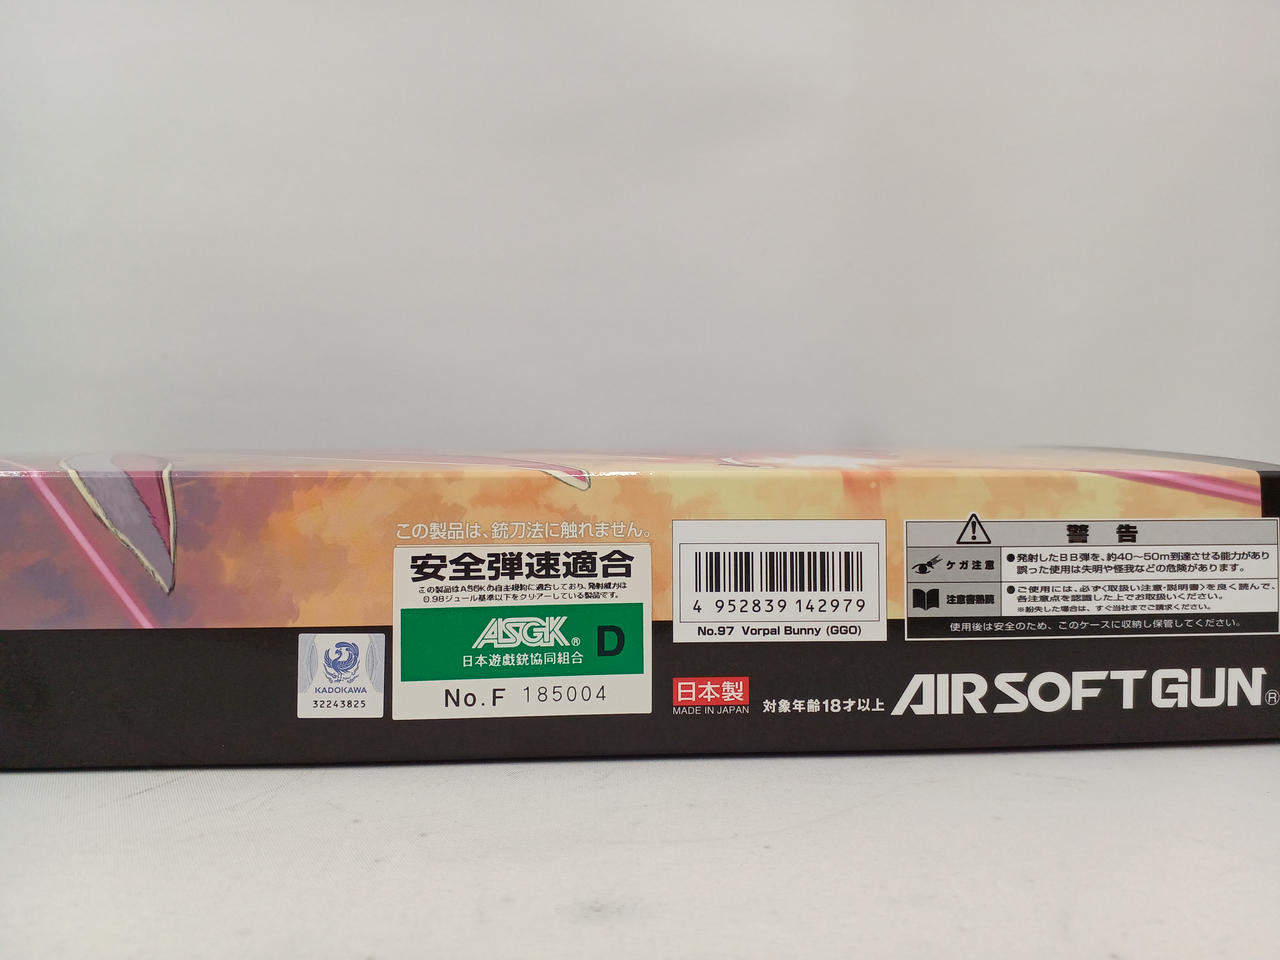 この製品は、銃刀法に触れません。
安全弾速適合
この製品はASGKの自主規約に適合しており、発射威力は
0.98ジュール基準以下をクリアーしている製品です。
ASGK® D
日本遊戯銃協同組合
No.F 185004
KADOKAWA
32243825
4 952839 142979
No.97 Vorpal Bunny (GGO)
日本製
MADE IN JAPAN
対象年齢18才以上
警告
ケガ注意
●発射したBB弾を、約40〜50m到達させる能力があり
誤った使用は失明や怪我などの危険があります。
注意書熟読
●ご使用には、必ず〈取扱い注意・説明書〉を良く読んで、
各注意点を認識した上でお取扱いください。
※紛失した場合は、すぐ当社までご請求ください。
使用後は安全のため、このケースに収納し保管してください。
AIRSOFTGUN®